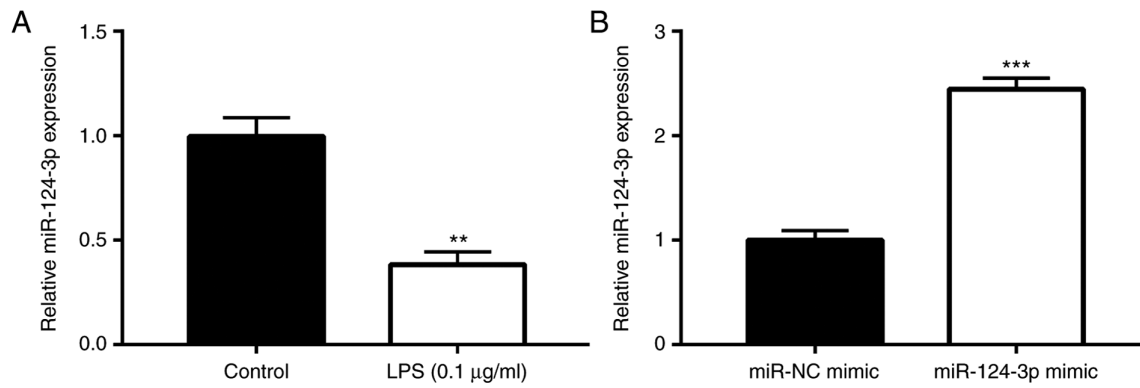 A
Relative miR-124-3p expression
1.5
1.0
0.5
0.0
**
Control
LPS (0.1 μg/ml)
B
Relative miR-124-3p expression
3
2
1
0
***
miR-NC mimic
miR-124-3p mimic